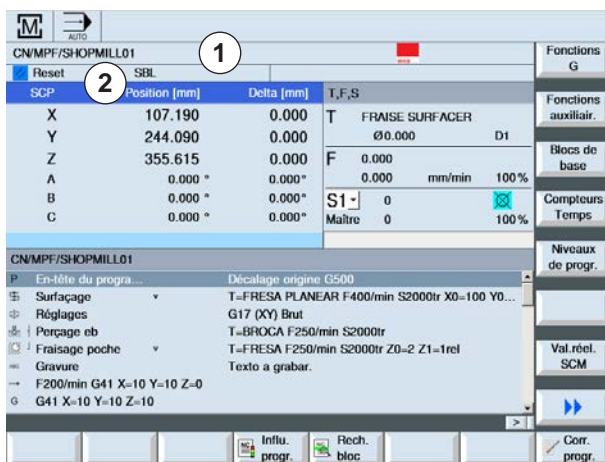 M
AUTO
CN/MPF/SHOPMILL01
1
Reset SBL
2
SCP Position [mm] Delta [mm] T,F,S
X 107.190 0.000
Y 244.090 0.000
Z 355.615 0.000
A 0.000 ° 0.000°
B 0.000 ° 0.000°
C 0.000 ° 0.000°
T FRAISE SURFACER
Ø0.000 D1
F 0.000
0.000 mm/min 100%
S1 0
Maître 0 100%
CN/MPF/SHOPMILL01
P En-tête du progra... Décalage origine G500
Surfaçage ▿ T=FRESA PLANEAR F400/min S2000tr X0=100 Y0...
Réglages G17 (XY) Brut
Perçage cb T=BROCA F250/min S2000tr
Fraisage poche ▿ T=FRESA F250/min S2000tr Z0=2 Z1=1rel
Gravure Texto a grabar.
→ F200/min G41 X=10 Y=10 Z=0
G G41 X=10 Y=10 Z=10
>
Fonctions
G
Fonctions
auxiliair.
Blocs de
base
Compteurs
Temps
Niveaux
de progr.
Val.réel.
SCM
Influ.
progr.
Rech.
bloc
Corr.
progr.